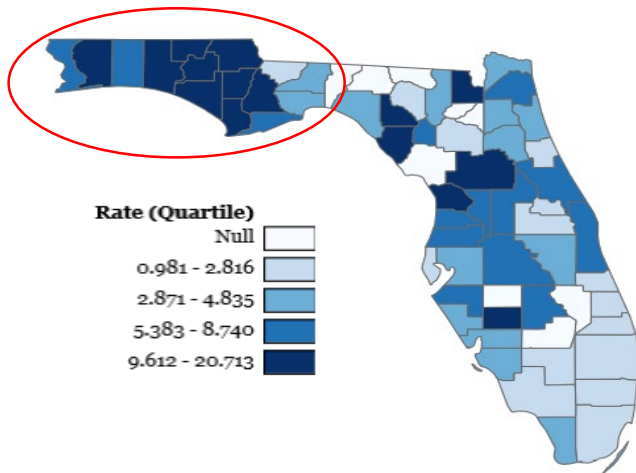 Rate (Quartile)
Null
0.981 - 2.816
2.871 - 4.835
5.383 - 8.740
9.612 - 20.713